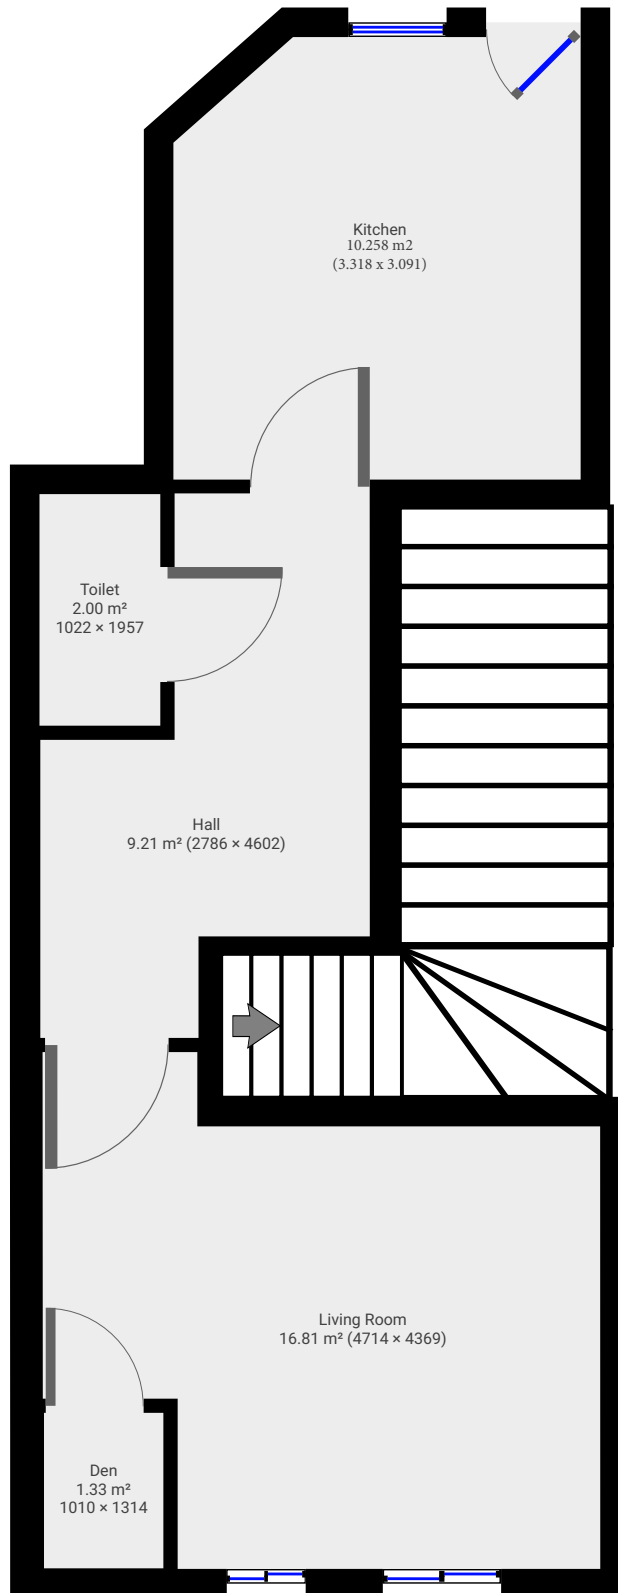 Kitchen
10.258 m2
(3.318 x 3.091)
Toilet
2.00 m²
1022 × 1957
Hall
9.21 m² (2786 × 4602)
Living Room
16.81 m² (4714 × 4369)
Den
1.33 m²
1010 × 1314